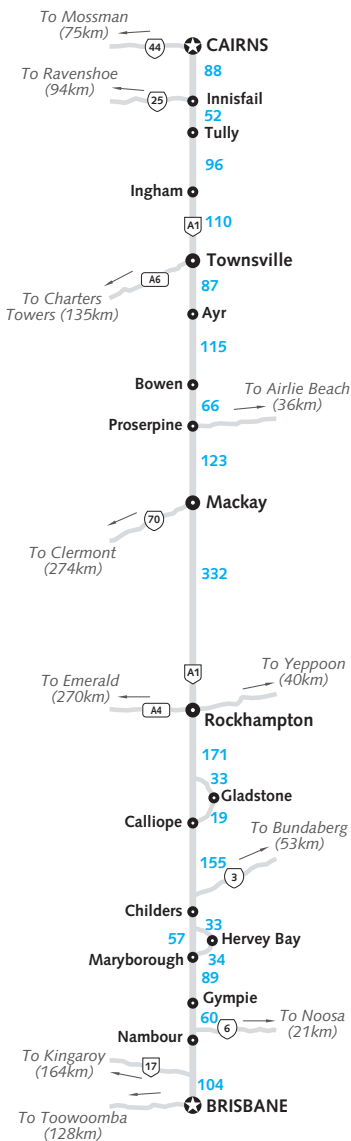 To Mossman
(75km)
44
CAIRNS
88
To Ravenshoe
(94km)
25
Innisfail
52
Tully
96
Ingham
A1
110
Townsville
A6
87
To Charters
Towers (135km)
Ayr
115
Bowen
66
To Airlie Beach
(36km)
Proserpine
123
Mackay
70
To Clermont
(274km)
332
A1
To Emerald
(270km)
To Yeppoon
(40km)
A4
Rockhampton
171
33
Gladstone
Calliope
19
To Bundaberg
(53km)
155
3
Childers
33
57
Hervey Bay
Maryborough
34
89
Gympie
60
To Noosa
(21km)
6
Nambour
To Kingaroy
(164km)
17
104
BRISBANE
To Toowoomba
(128km)